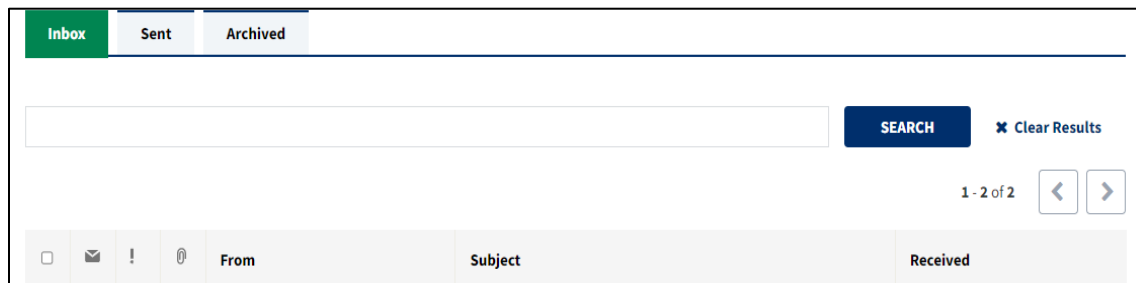 Inbox Sent Archived
SEARCH ✖ Clear Results
1 - 2 of 2
! From Subject Received